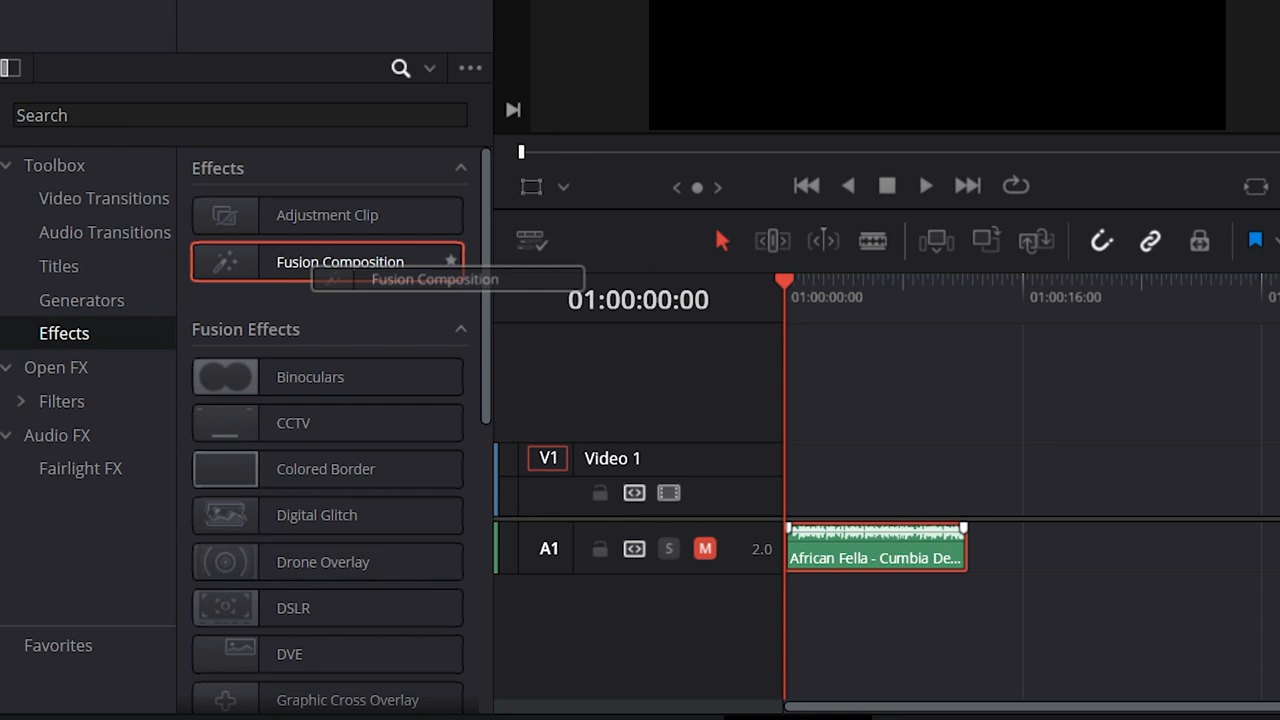 Search
Toolbox
Video Transitions
Audio Transitions
Titles
Generators
Effects
Open FX
Filters
Audio FX
Fairlight FX
Favorites
Effects
Adjustment Clip
Fusion Composition
Fusion Composition
Fusion Effects
Binoculars
CCTV
Colored Border
Digital Glitch
Drone Overlay
DSLR
DVE
Graphic Cross Overlay
01:00:00:00
01:00:00:00
01:00:16:00
V1
Video 1
A1
S
M
2.0
African Fella - Cumbia De...